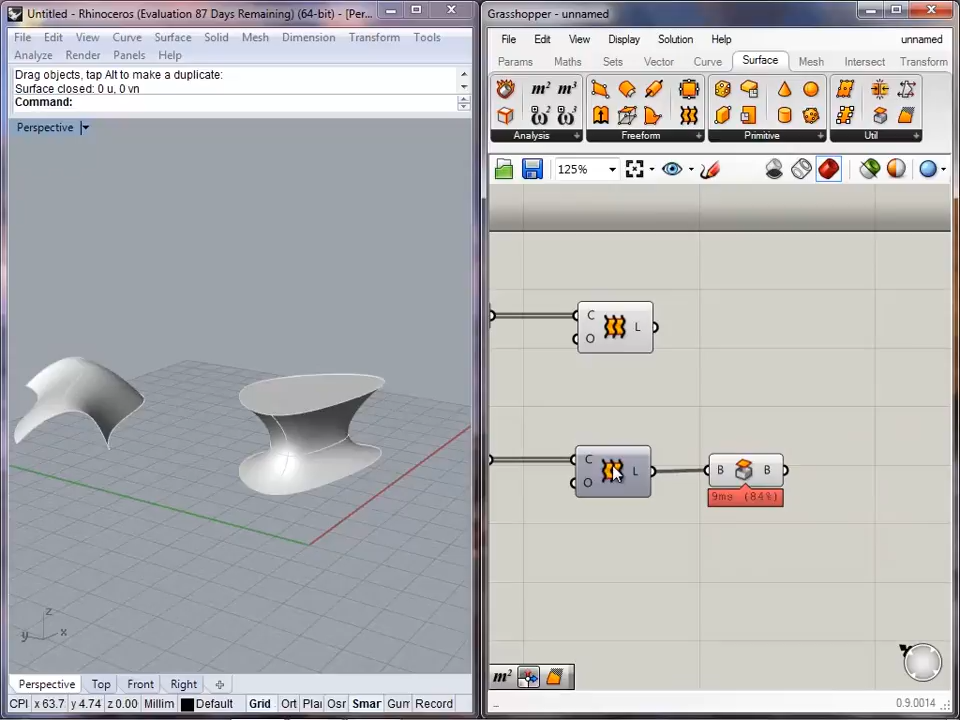 Untitled - Rhinoceros (Evaluation 87 Days Remaining) (64-bit) - [Per...
File Edit View Curve Surface Solid Mesh Dimension Transform Tools
Analyze Render Panels Help
Drag objects, tap Alt to make a duplicate:
Surface closed: 0 u, 0 vn
Command:
Perspective
z
y x
Perspective Top Front Right
CPl x 63.7 y 4.74 z 0.00 Millim Default Grid Ort Plai Osr Smar Gum Record
Grasshopper - unnamed
File Edit View Display Solution Help unnamed
Params Maths Sets Vector Curve Surface Mesh Intersect Transform
m² m³
Analysis Freeform Primitive Util
125%
C L
O
C L
O
B B
9ms (84%)
m²
0.9.0014